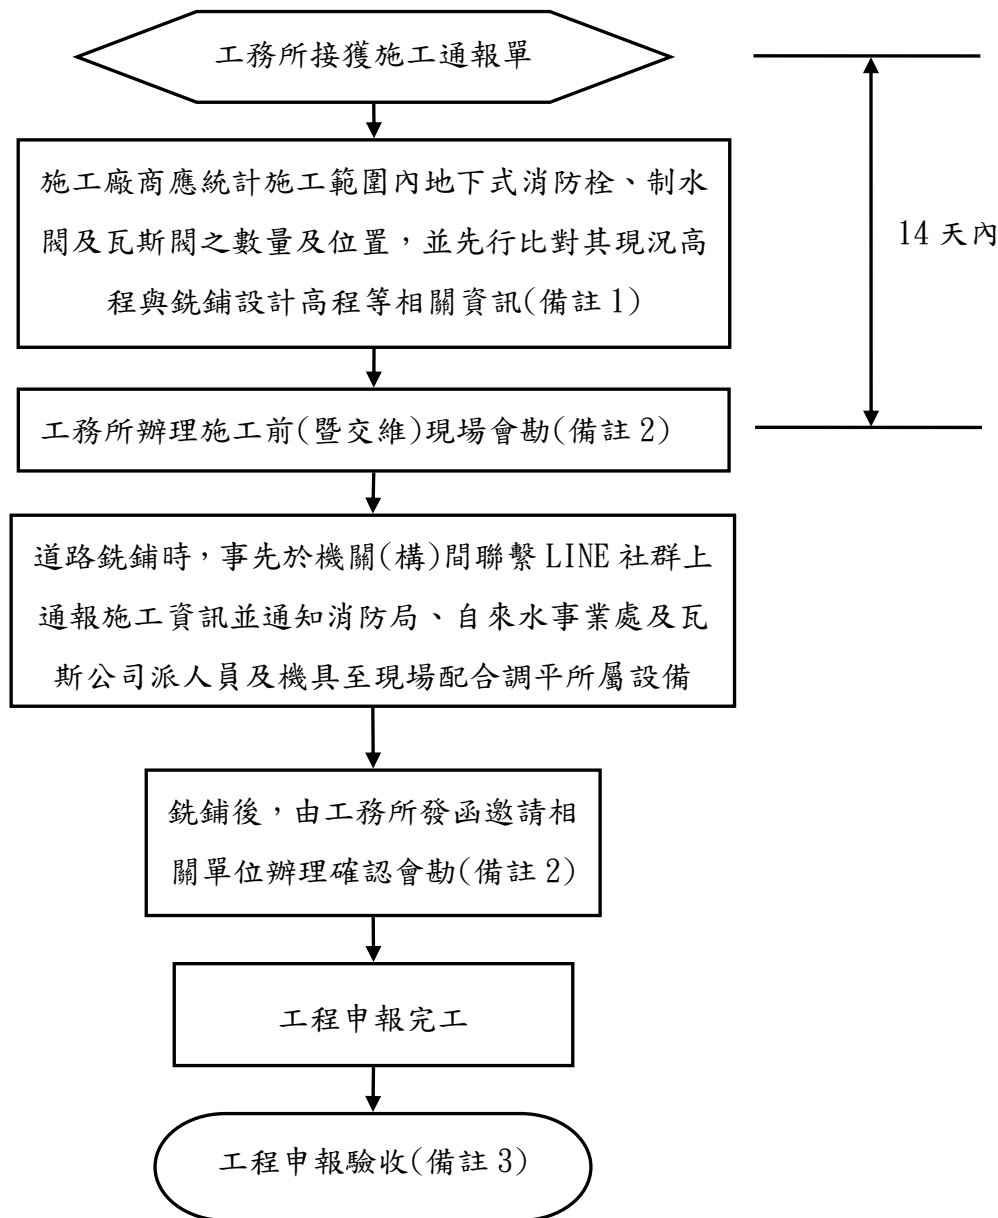 工務所接獲施工通報單
施工廠商應統計施工範圍內地下式消防栓、制水
閥及瓦斯閥之數量及位置，並先行比對其現況高
程與銑鋪設計高程等相關資訊(備註 1)
14 天內
工務所辦理施工前(暨交維)現場會勘(備註 2)
道路銑鋪時，事先於機關(構)間聯繫 LINE 社群上
通報施工資訊並通知消防局、自來水事業處及瓦
斯公司派人員及機具至現場配合調平所屬設備
銑鋪後，由工務所發函邀請相
關單位辦理確認會勘(備註 2)
工程申報完工
工程申報驗收(備註 3)